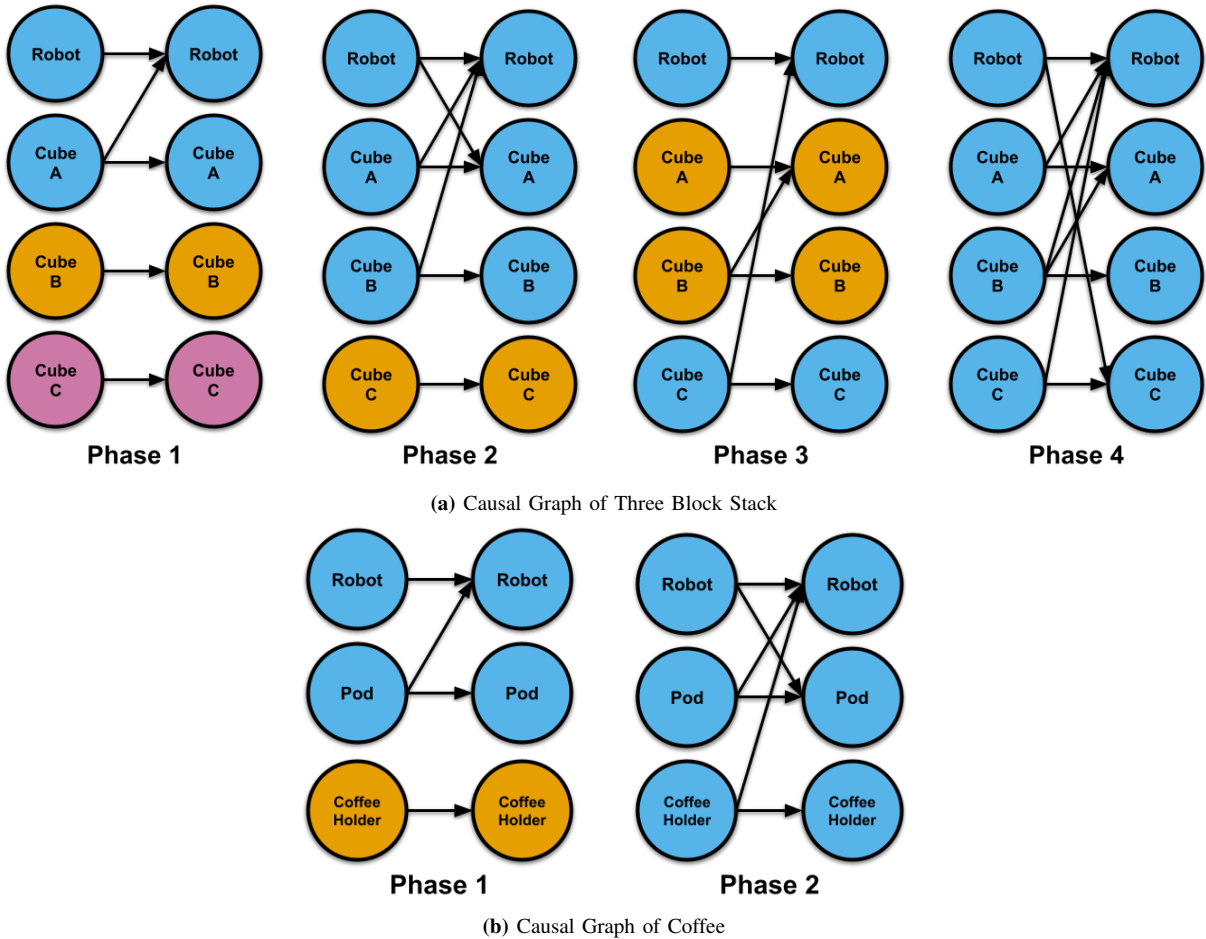 Robot
Robot
Cube
A
Cube
A
Cube
B
Cube
B
Cube
C
Cube
C
Phase 1
Robot
Robot
Cube
A
Cube
A
Cube
B
Cube
B
Cube
C
Cube
C
Phase 2
Robot
Robot
Cube
A
Cube
A
Cube
B
Cube
B
Cube
C
Cube
C
Phase 3
Robot
Robot
Cube
A
Cube
A
Cube
B
Cube
B
Cube
C
Cube
C
Phase 4
(a) Causal Graph of Three Block Stack
Robot
Robot
Pod
Pod
Coffee
Holder
Coffee
Holder
Phase 1
Robot
Robot
Pod
Pod
Coffee
Holder
Coffee
Holder
Phase 2
(b) Causal Graph of Coffee